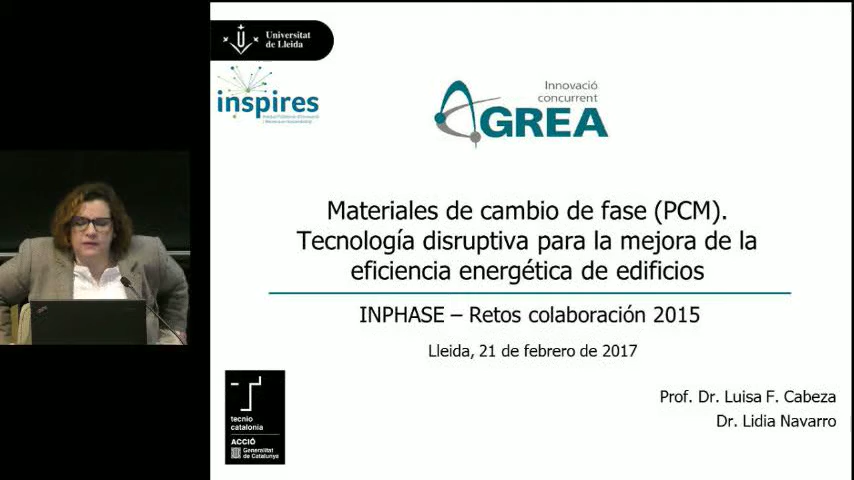 Universitat
de Lleida
inspires
Innovació
concurrent
GREA
Materiales de cambio de fase (PCM).
Tecnología disruptiva para la mejora de la
eficiencia energética de edificios
INPHASE – Retos colaboración 2015
Lleida, 21 de febrero de 2017
Prof. Dr. Luisa F. Cabeza
Dr. Lidia Navarro
tecnio
catalonia
ACCIÓ
Generalitat
de Catalunya